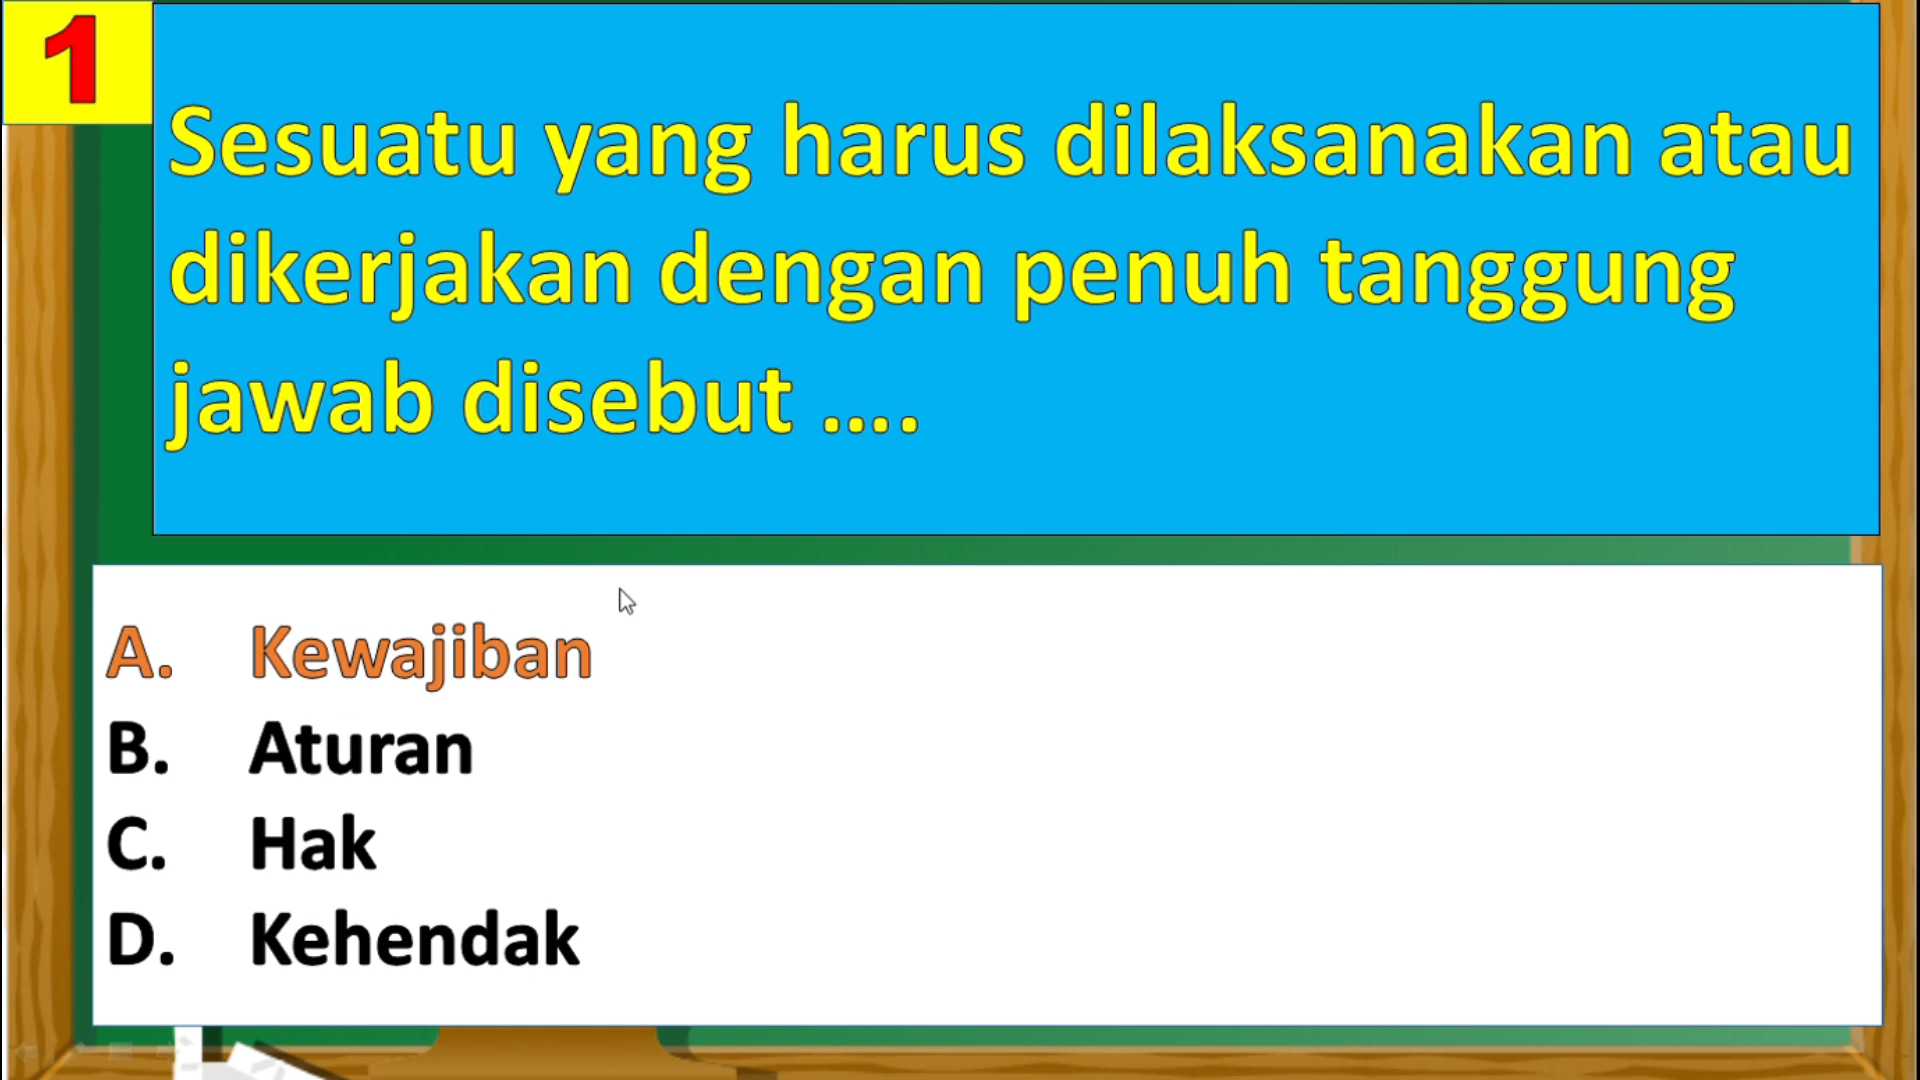 1
Sesuatu yang harus dilaksanakan atau
dikerjakan dengan penuh tanggung
jawab disebut ....
A. Kewajiban
B. Aturan
C. Hak
D. Kehendak